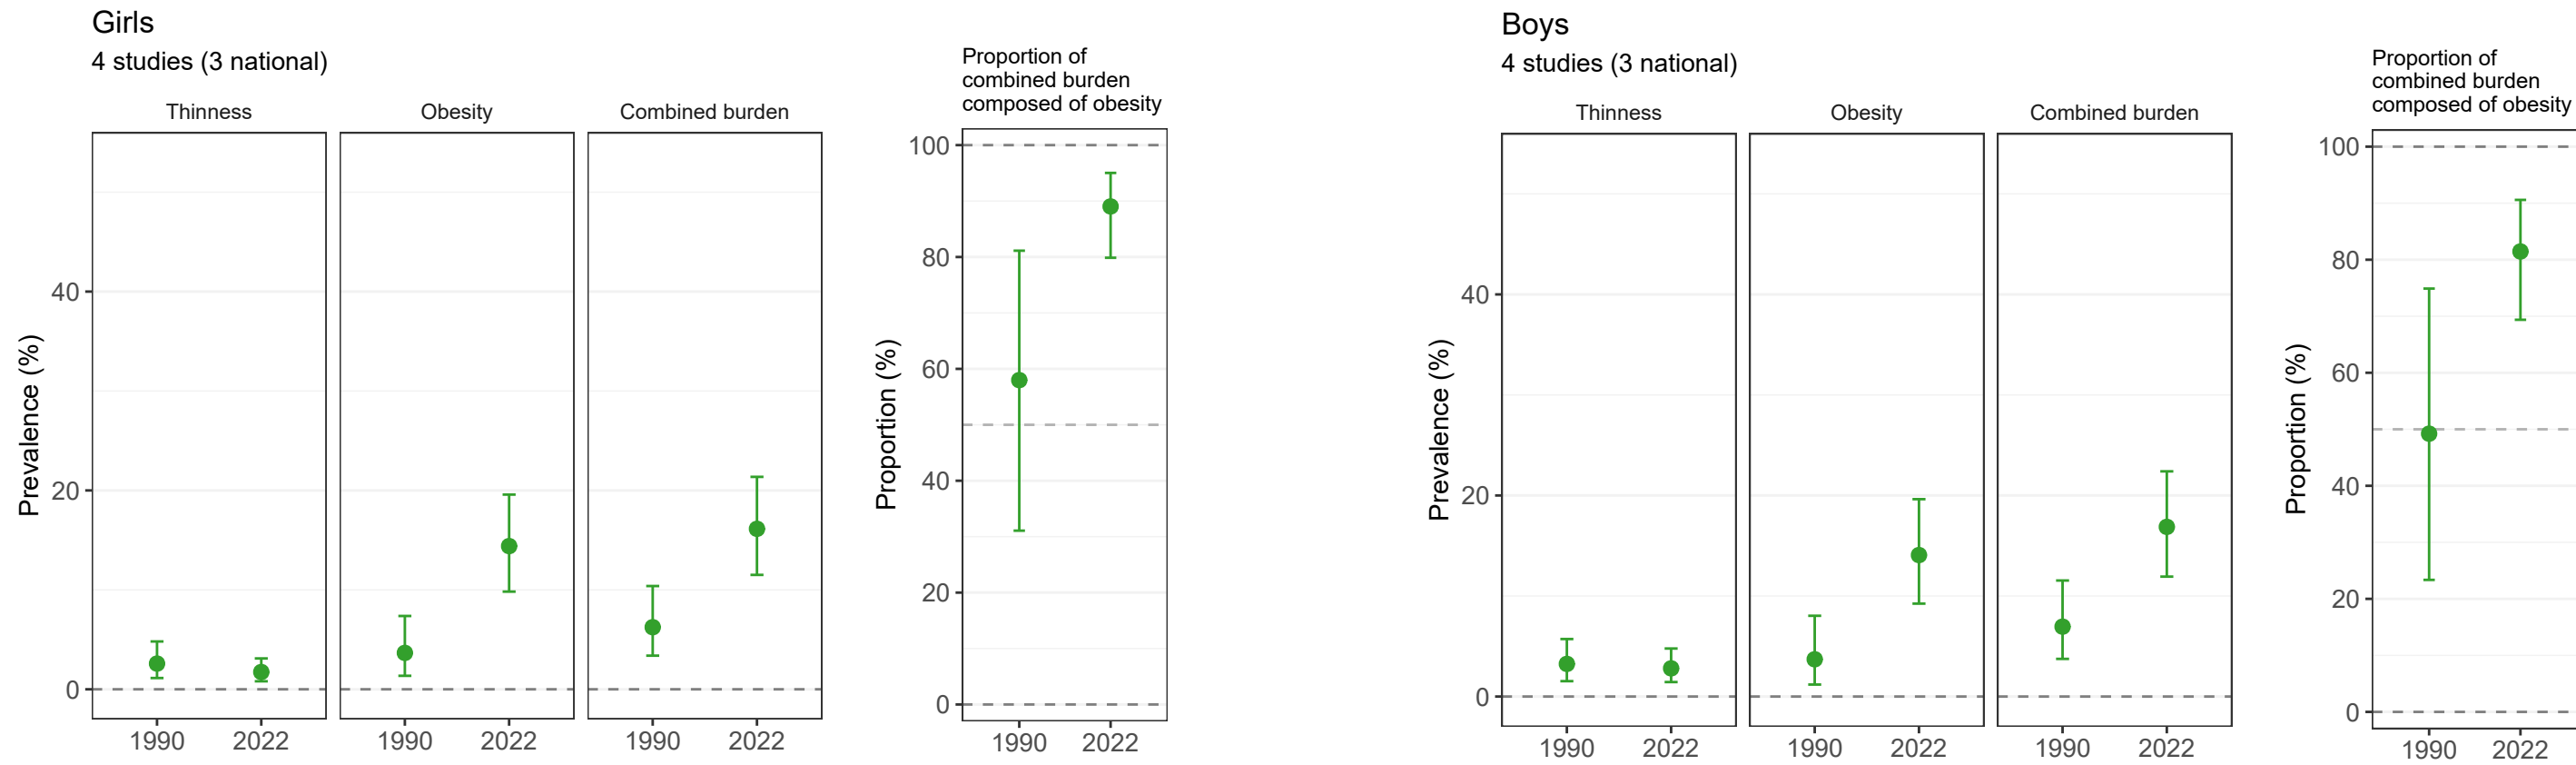 Girls
4 studies (3 national)
Thinness
Obesity
Combined burden
Prevalence (%)
40
20
0
1990 2022
1990 2022
1990 2022
Proportion of
combined burden
composed of obesity
Proportion (%)
100
80
60
40
20
0
1990 2022
Boys
4 studies (3 national)
Thinness
Obesity
Combined burden
Prevalence (%)
40
20
0
1990 2022
1990 2022
1990 2022
Proportion of
combined burden
composed of obesity
Proportion (%)
100
80
60
40
20
0
1990 2022